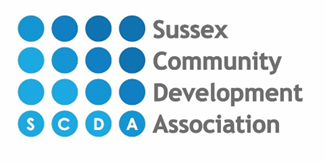 Sussex
Community
Development
S C D A Association